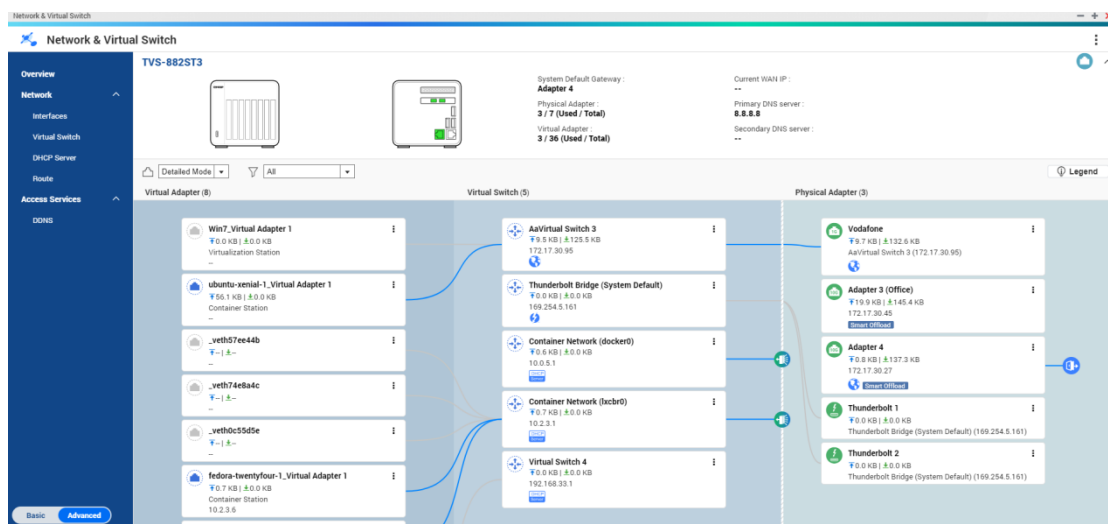 Network & Virtual Switch
Network & Virtual Switch
Overview
Network
Interfaces
Virtual Switch
DHCP Server
Route
Access Services
DDNS
Basic Advanced
TVS-882ST3
System Default Gateway :
Adapter 4
Physical Adapter :
3 / 7 (Used / Total)
Virtual Adapter :
3 / 36 (Used / Total)
Current WAN IP :
--
Primary DNS server :
8.8.8.8
Secondary DNS server :
--
Detailed Mode All Legend
Virtual Adapter (8)
Win7_Virtual Adapter 1
0.0 KB | 0.0 KB
Virtualization Station
--
ubuntu-xenial-1_Virtual Adapter 1
56.1 KB | 0.0 KB
Container Station
--
_veth57ee44b
-- | --
--
_veth74e8a4c
-- | --
--
_veth0c55d5e
-- | --
--
fedora-twentyfour-1_Virtual Adapter 1
0.7 KB | 0.0 KB
Container Station
10.2.3.6
Virtual Switch (5)
AaVirtual Switch 3
9.5 KB | 125.5 KB
172.17.30.95
Thunderbolt Bridge (System Default)
0.0 KB | 0.0 KB
169.254.5.161
Container Network (docker0)
0.6 KB | 0.0 KB
10.0.5.1
DHCP
Server
Container Network (lxcbr0)
0.7 KB | 0.0 KB
10.2.3.1
DHCP
Server
Virtual Switch 4
0.0 KB | 0.0 KB
192.168.33.1
DHCP
Server
Physical Adapter (3)
Vodafone
9.7 KB | 132.6 KB
AaVirtual Switch 3 (172.17.30.95)
Adapter 3 (Office)
19.9 KB | 145.4 KB
172.17.30.45
Smart Offload
Adapter 4
0.8 KB | 137.3 KB
172.17.30.27
Smart Offload
Thunderbolt 1
0.0 KB | 0.0 KB
Thunderbolt Bridge (System Default) (169.254.5.161)
Thunderbolt 2
0.0 KB | 0.0 KB
Thunderbolt Bridge (System Default) (169.254.5.161)